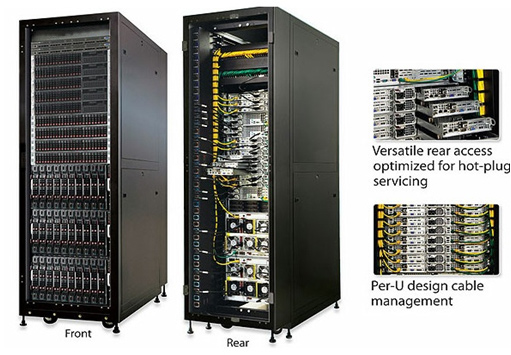 Versatile rear access
optimized for hot-plug
servicing
Per-U design cable
management
Front
Rear